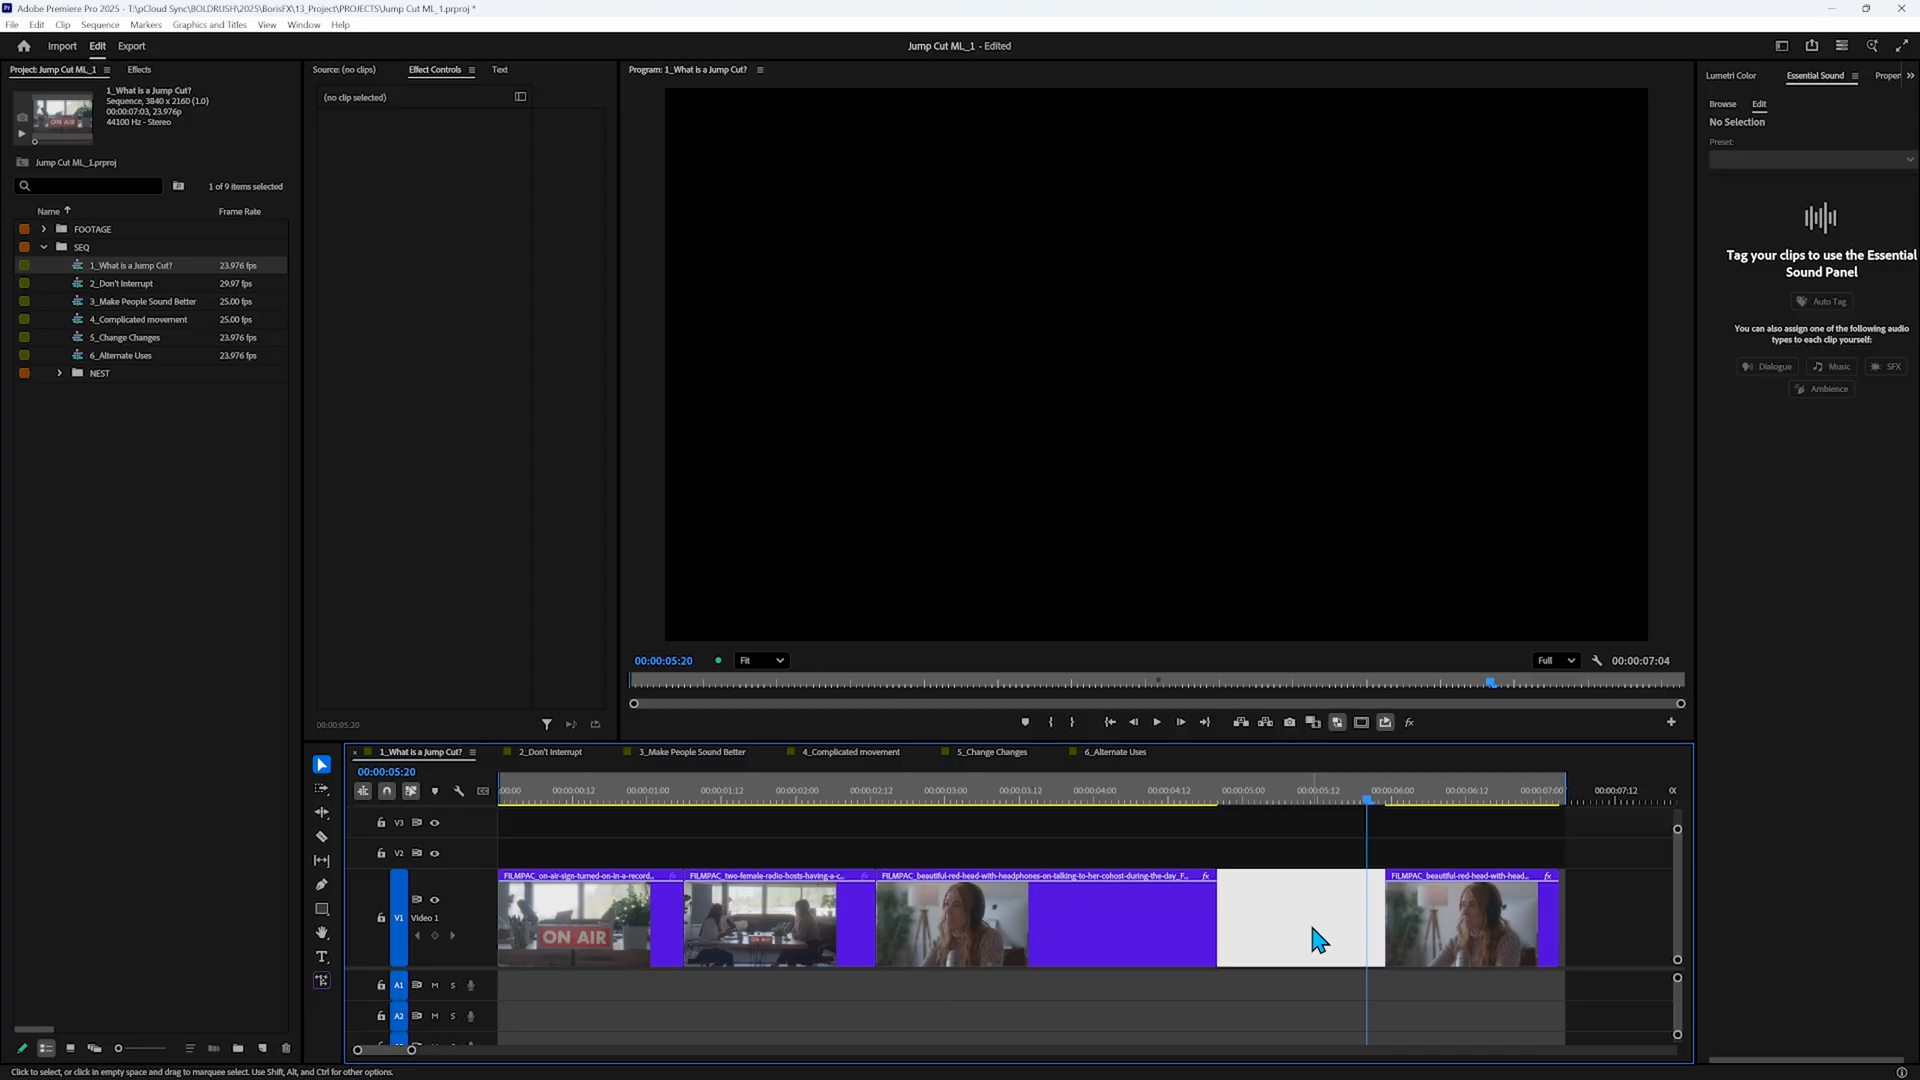 Adobe Premiere Pro 2025 - T:\pCloud Sync\BOLDRUSH\2025\BorisFX\13_Project\PROJECTS\Jump Cut ML_1.prproj *
File Edit Clip Sequence Markers Graphics and Titles View Window Help
Import Edit Export
Jump Cut ML_1 - Edited
Project: Jump Cut ML_1
Effects
1_What is a Jump Cut?
Sequence, 3840 x 2160 (1.0)
00:00:07:03, 23.976p
44100 Hz - Stereo
Jump Cut ML_1.prproj
1 of 9 items selected
Name
Frame Rate
FOOTAGE
SEQ
1_What is a Jump Cut? 23.976 fps
2_Don't Interrupt 29.97 fps
3_Make People Sound Better 25.00 fps
4_Complicated movement 25.00 fps
5_Change Changes 23.976 fps
6_Alternate Uses 23.976 fps
NEST
Source: (no clips)
Effect Controls
Text
(no clip selected)
00:00:05:20
Program: 1_What is a Jump Cut?
00:00:05:20
Fit
Full
00:00:07:04
Lumetri Color
Essential Sound
Proper
Browse Edit
No Selection
Preset:
Tag your clips to use the Essential
Sound Panel
Auto Tag
You can also assign one of the following audio
types to each clip yourself:
Dialogue
Music
SFX
Ambience
1_What is a Jump Cut?
2_Don't Interrupt
3_Make People Sound Better
4_Complicated movement
5_Change Changes
6_Alternate Uses
00:00:05:20
:00:00 00:00:00:12 00:00:01:00 00:00:01:12 00:00:02:00 00:00:02:12 00:00:03:00 00:00:03:12 00:00:04:00 00:00:04:12 00:00:05:00 00:00:05:12 00:00:06:00 00:00:06:12 00:00:07:00 00:00:07:12
V3
V2
FILMPAC_on-air-sign-turned-on-in-a-record... fx
FILMPAC_two-female-radio-hosts-having-a-c... fx
FILMPAC_beautiful-red-head-with-headphones-on-talking-to-her-cohost-during-the-day_F... fx
FILMPAC_beautiful-red-head-with-head... fx
ON AIR
V1 Video 1
A1 M S
A2 M S
Click to select, or click in empty space and drag to marquee select. Use Shift, Alt, and Ctrl for other options.